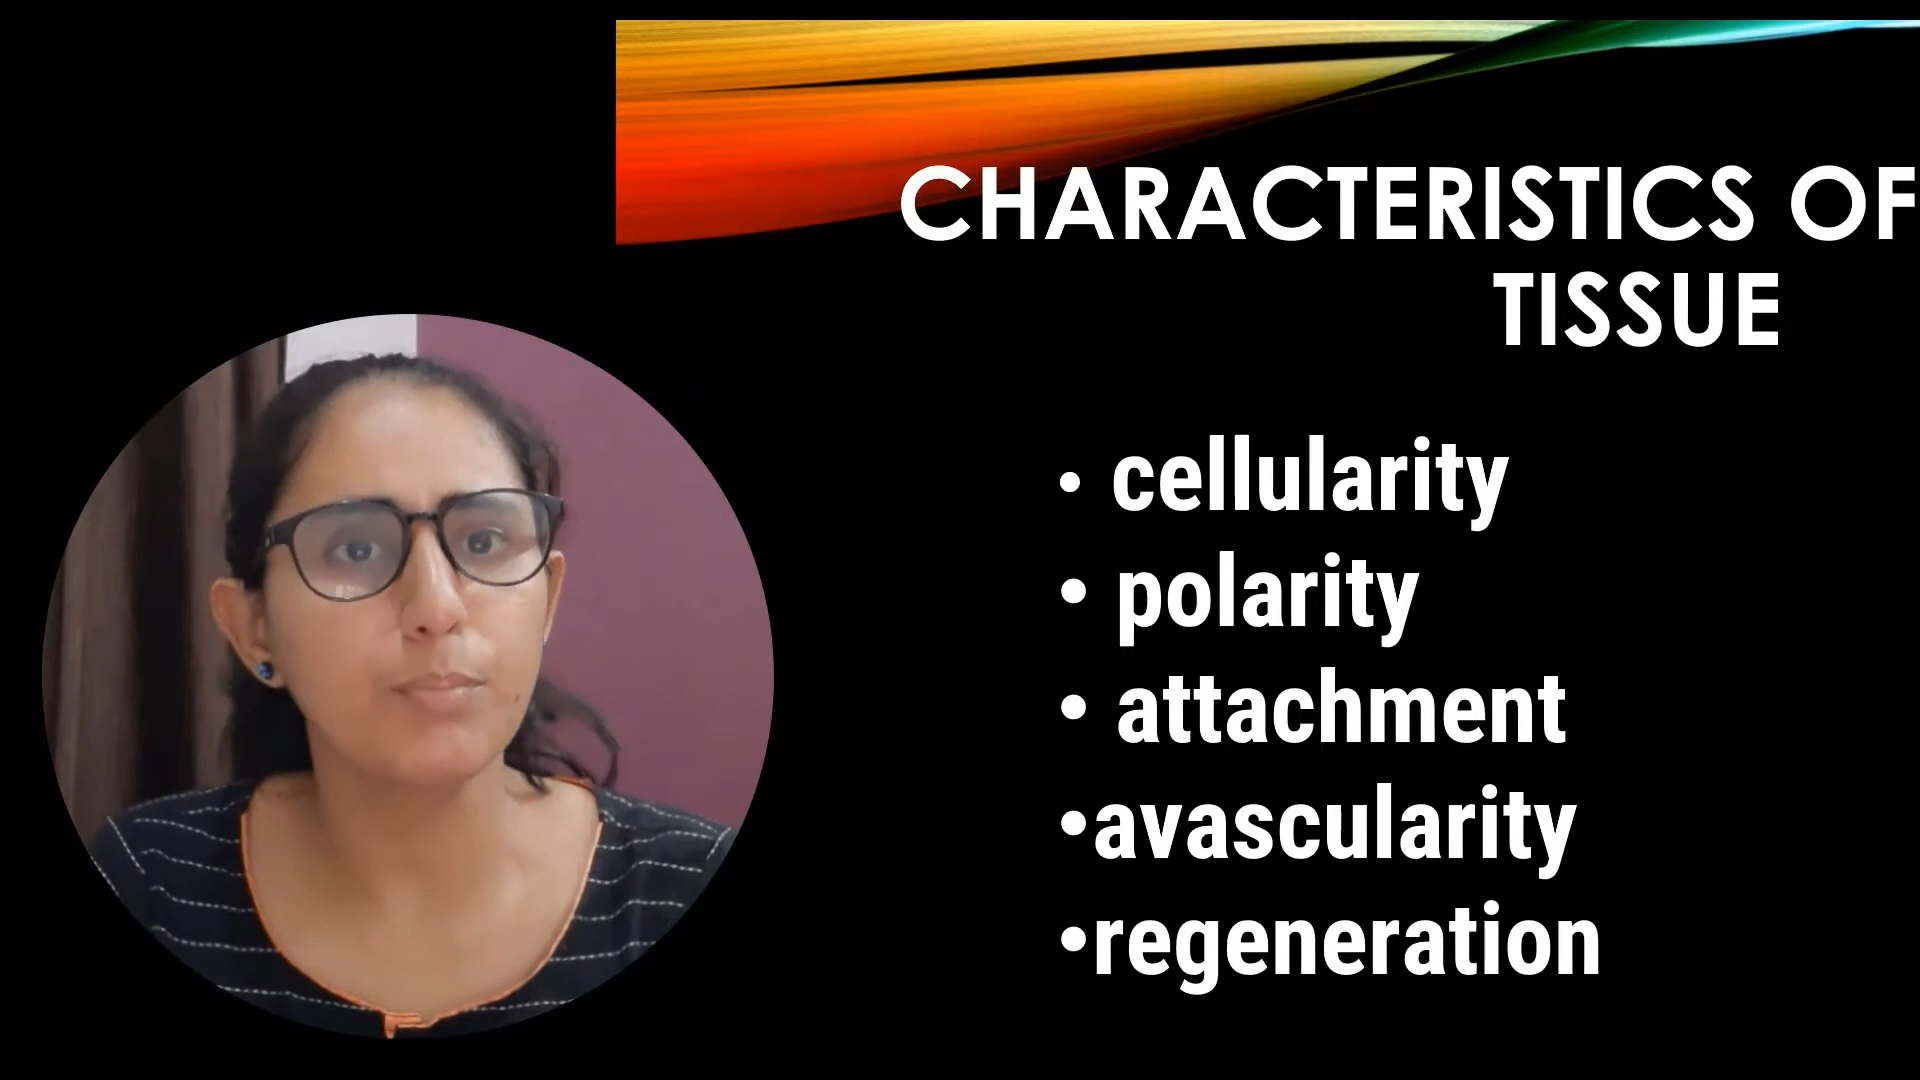 CHARACTERISTICS OF
TISSUE
• cellularity
• polarity
• attachment
•avascularity
•regeneration